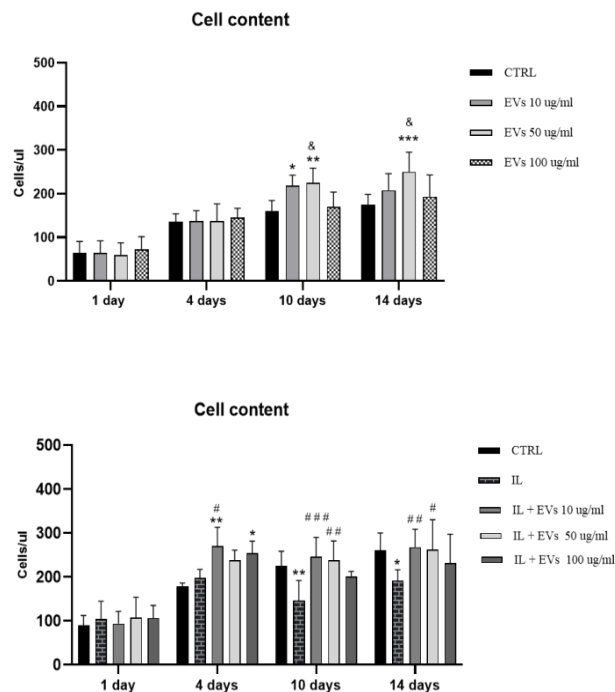 Cell content
500
400
300
200
100
0
Cells/ul
CTRL
EVs 10 ug/ml
EVs 50 ug/ml
EVs 100 ug/ml
*
&
**
&
***
1 day
4 days
10 days
14 days
Cell content
500
400
300
200
100
0
Cells/ul
CTRL
IL
IL + EVs 10 ug/ml
IL + EVs 50 ug/ml
IL + EVs 100 ug/ml
#
**
*
**
###
##
*
##
#
1 day
4 days
10 days
14 days